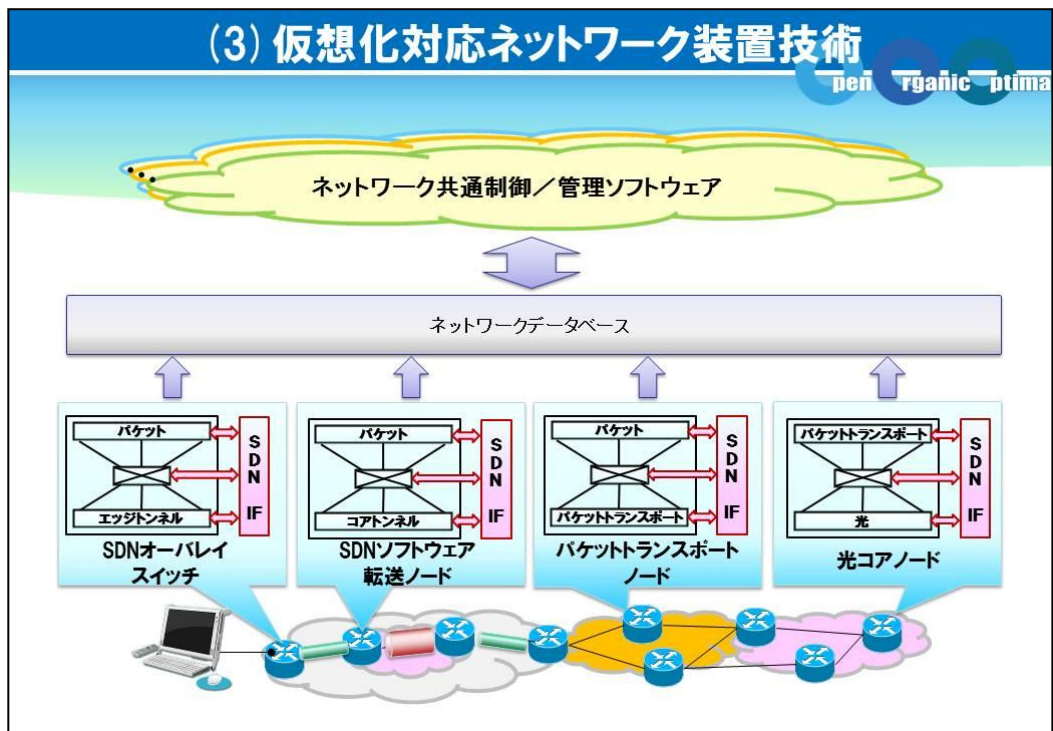 (3) 仮想化対応ネットワーク装置技術
pen rganic ptima
ネットワーク共通制御／管理ソフトウェア
ネットワークデータベース
パケット
エッジトンネル
SDN IF
SDNオーバレイ
スイッチ
パケット
コアトンネル
SDN IF
SDNソフトウェア
転送ノード
パケット
パケットトランスポート
SDN IF
パケットトランスポート
ノード
パケットトランスポート
光
SDN IF
光コアノード